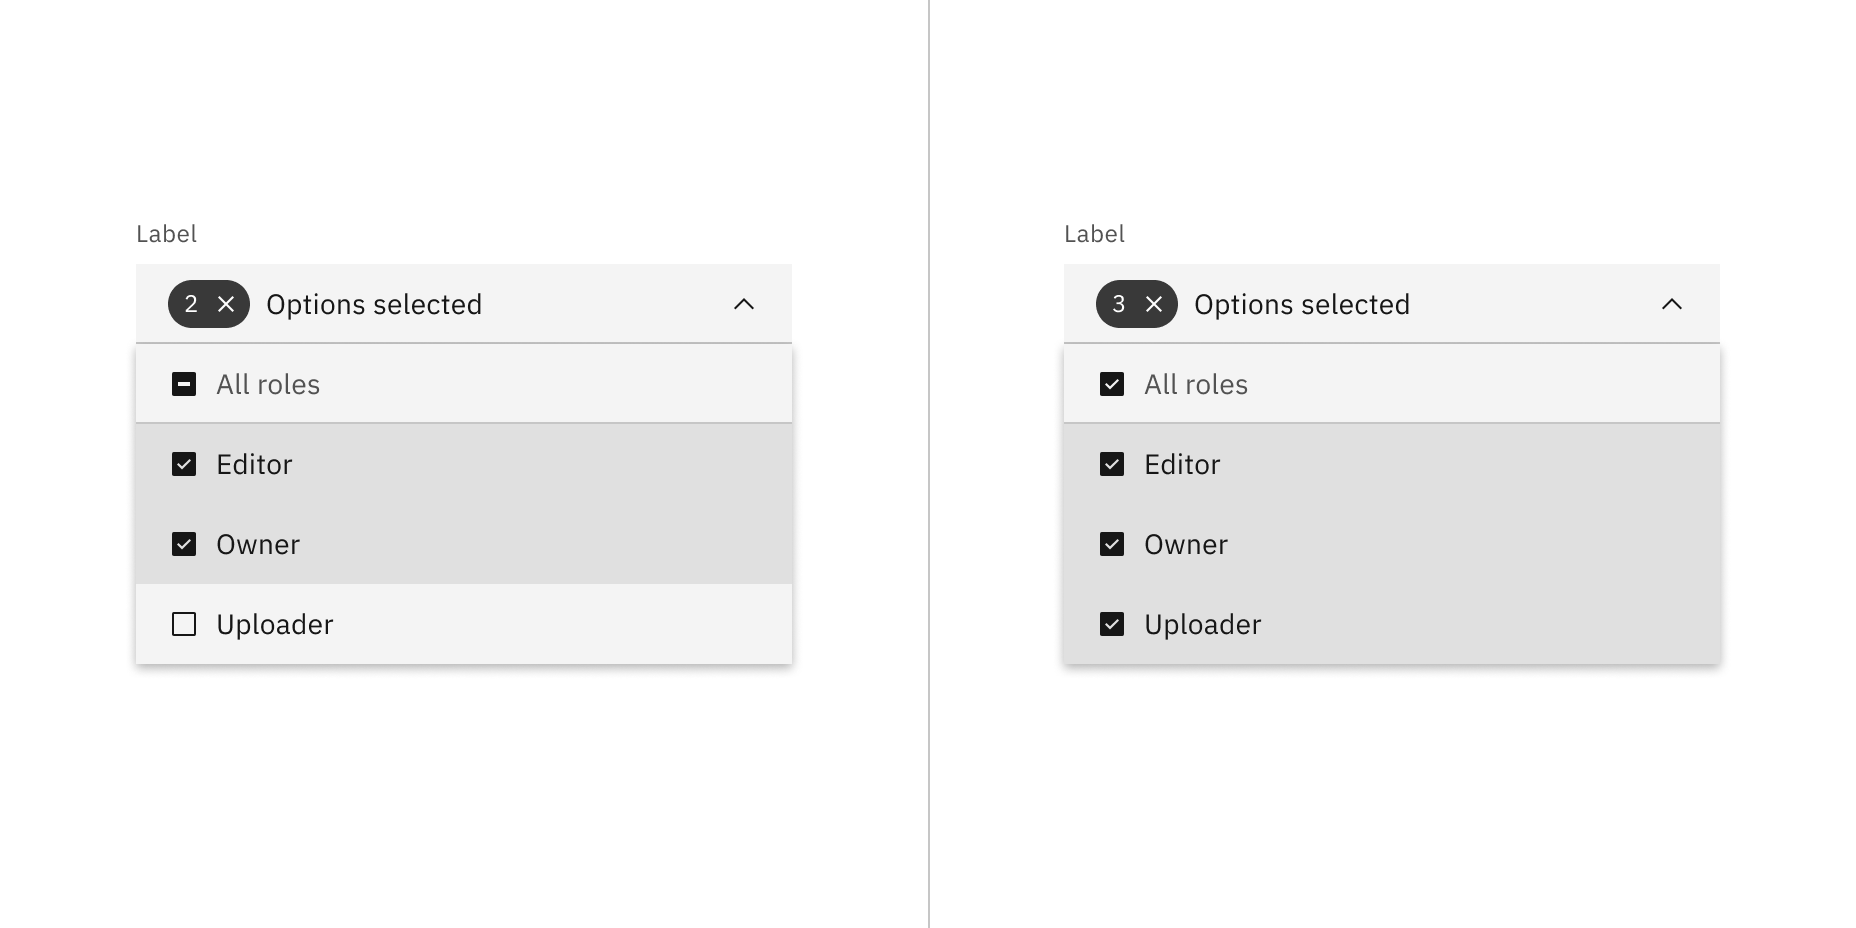 Label
2 Options selected
All roles
Editor
Owner
Uploader
Label
3 Options selected
All roles
Editor
Owner
Uploader